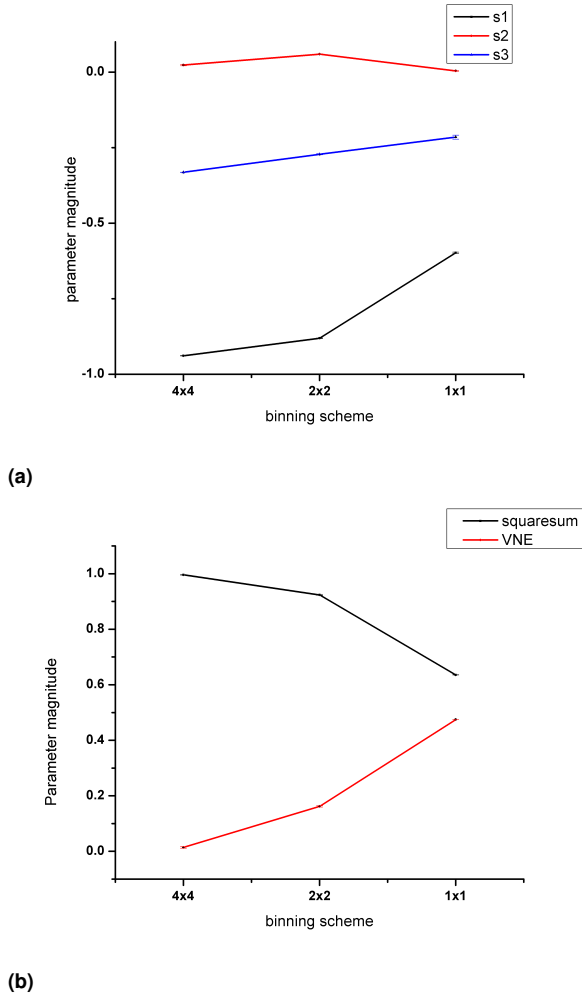 s1
s2
s3
0.0
-0.5
-1.0
parameter magnitude
4x4 2x2 1x1
binning scheme
(a)
squaresum
VNE
1.0
0.8
0.6
0.4
0.2
0.0
Parameter magnitude
4x4 2x2 1x1
binning scheme
(b)